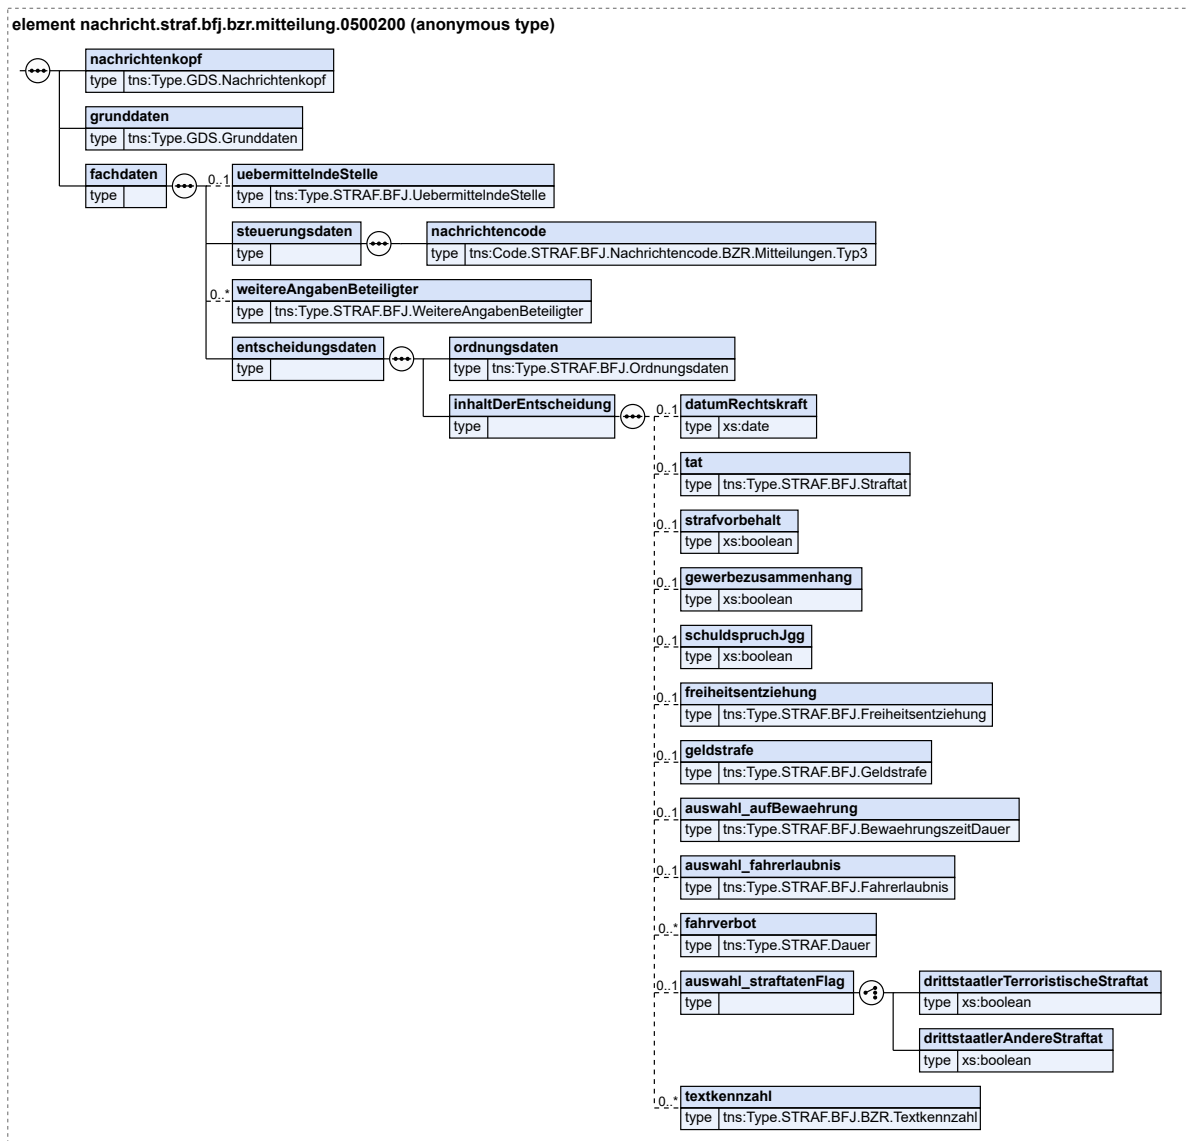 element nachricht.straf.bfj.bzr.mitteilung.0500200 (anonymous type)
nachrichtenkopf
type tns:Type.GDS.Nachrichtenkopf
grunddaten
type tns:Type.GDS.Grunddaten
fachdaten
type
0..1 uebermittelndeStelle
type tns:Type.STRAF.BFJ.UebermittelndeStelle
steuerungsdaten
type
nachrichtencode
type tns:Code.STRAF.BFJ.Nachrichtencode.BZR.Mitteilungen.Typ3
0..* weitereAngabenBeteiligter
type tns:Type.STRAF.BFJ.WeitereAngabenBeteiligter
entscheidungsdaten
type
ordnungsdaten
type tns:Type.STRAF.BFJ.Ordnungsdaten
inhaltDerEntscheidung
type
0..1 datumRechtskraft
type xs:date
0..1 tat
type tns:Type.STRAF.BFJ.Straftat
0..1 strafvorbehalt
type xs:boolean
0..1 gewerbezusammenhang
type xs:boolean
0..1 schuldspruchJgg
type xs:boolean
0..1 freiheitsentziehung
type tns:Type.STRAF.BFJ.Freiheitsentziehung
0..1 geldstrafe
type tns:Type.STRAF.BFJ.Geldstrafe
0..1 auswahl_aufBewaehrung
type tns:Type.STRAF.BFJ.BewaehrungszeitDauer
0..1 auswahl_fahrerlaubnis
type tns:Type.STRAF.BFJ.Fahrerlaubnis
0..* fahrverbot
type tns:Type.STRAF.Dauer
0..1 auswahl_straftatenFlag
type
drittstaatlerTerroristischeStraftat
type xs:boolean
drittstaatlerAndereStraftat
type xs:boolean
0..* textkennzahl
type tns:Type.STRAF.BFJ.BZR.Textkennzahl